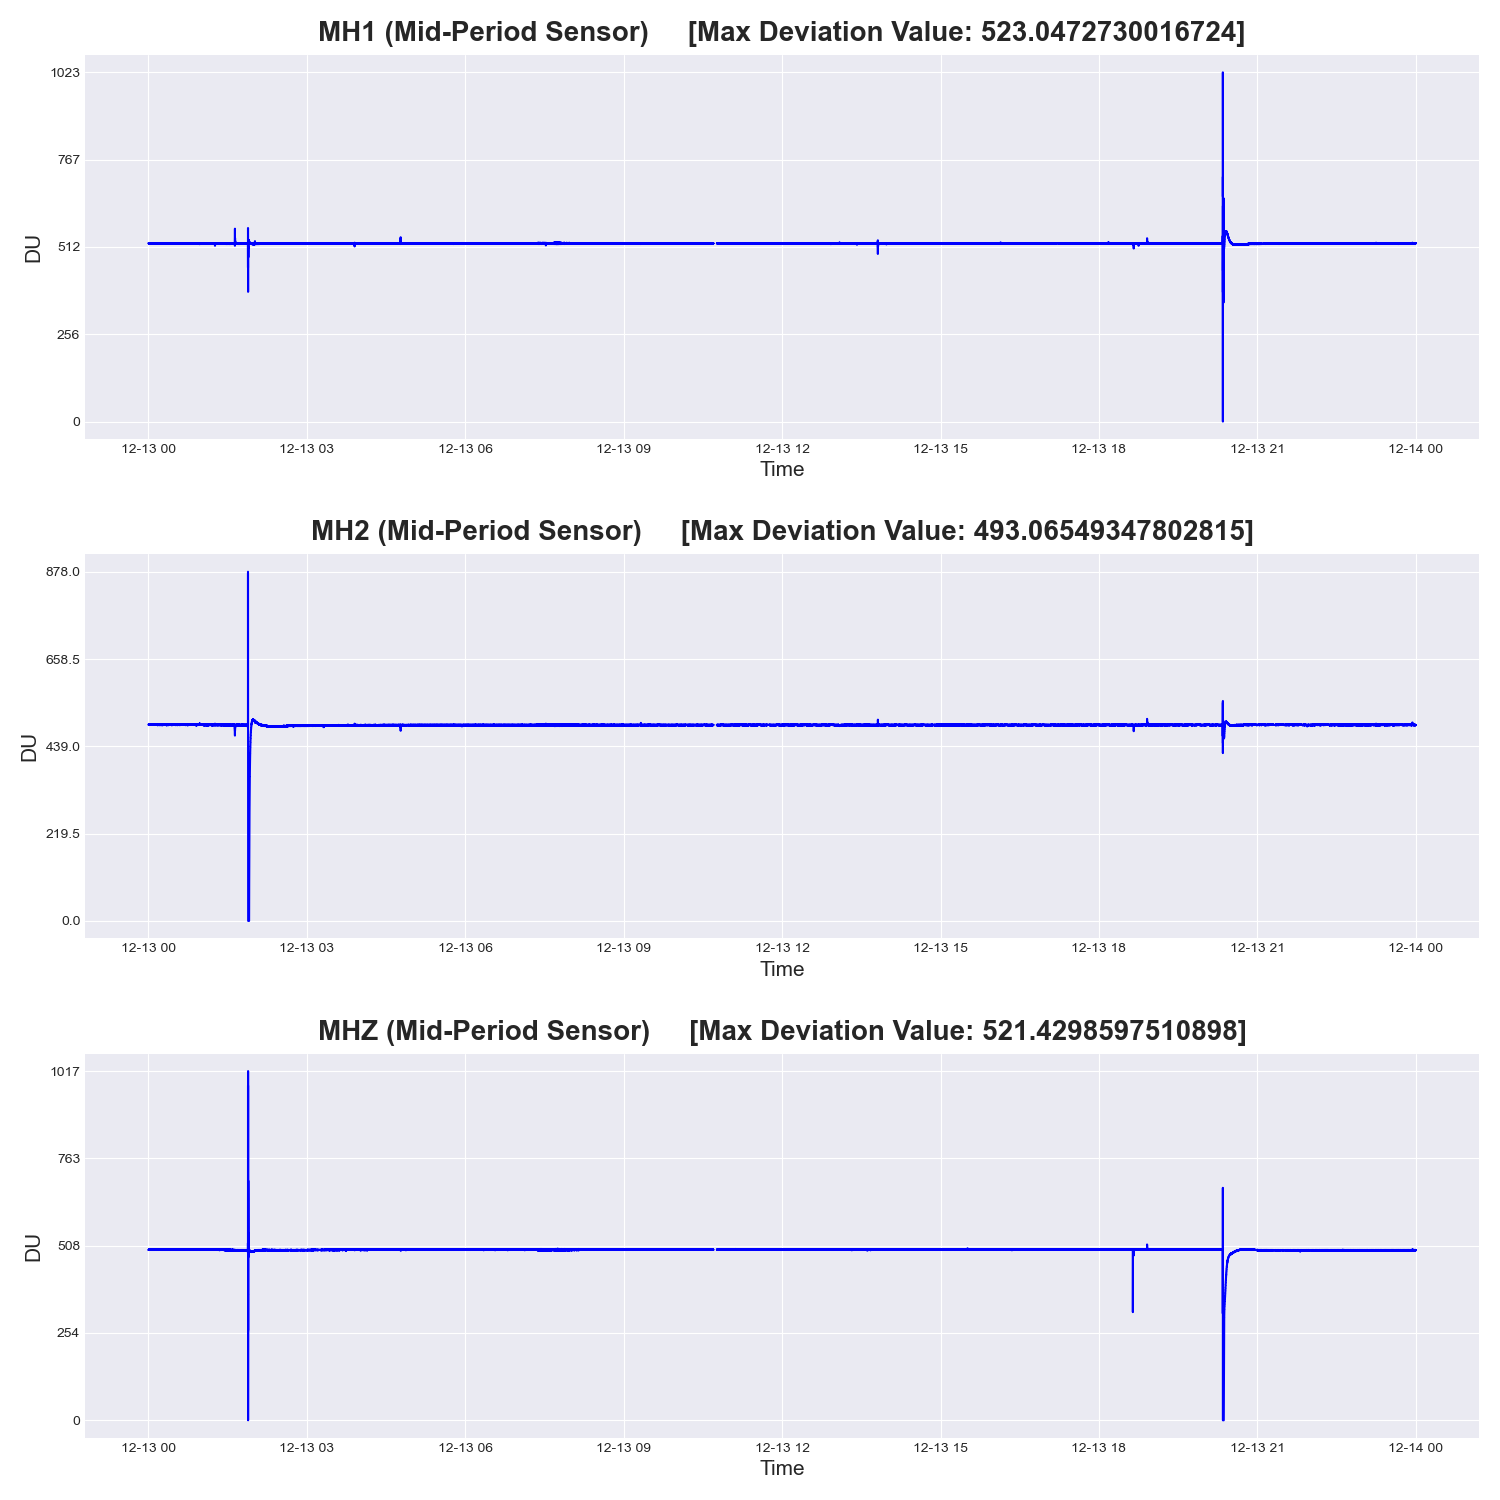 MH1 (Mid-Period Sensor) [Max Deviation Value: 523.0472730016724]
1023
767
512
256
0
DU
12-13 00 12-13 03 12-13 06 12-13 09 12-13 12 12-13 15 12-13 18 12-13 21 12-14 00
Time
MH2 (Mid-Period Sensor) [Max Deviation Value: 493.06549347802815]
878.0
658.5
439.0
219.5
0.0
DU
12-13 00 12-13 03 12-13 06 12-13 09 12-13 12 12-13 15 12-13 18 12-13 21 12-14 00
Time
MHZ (Mid-Period Sensor) [Max Deviation Value: 521.4298597510898]
1017
763
508
254
0
DU
12-13 00 12-13 03 12-13 06 12-13 09 12-13 12 12-13 15 12-13 18 12-13 21 12-14 00
Time